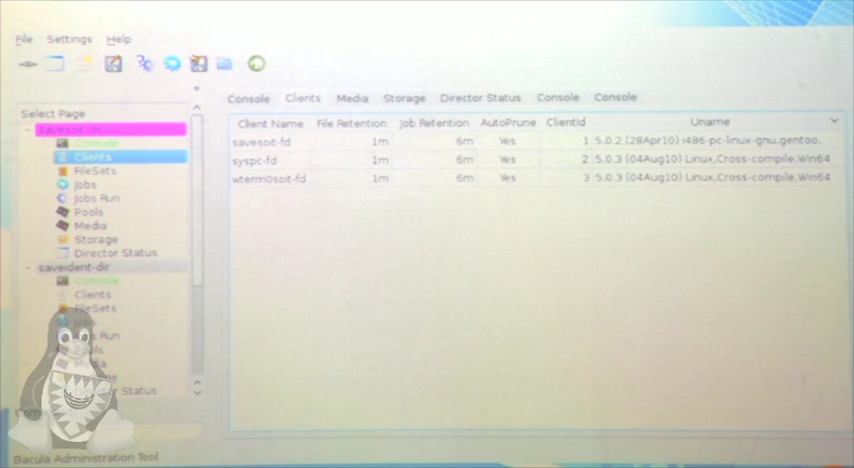 File Settings Help
Select Page
savesoit-dir
Console
Clients
FileSets
Jobs
Jobs Run
Pools
Media
Storage
Director Status
saveident-dir
Console
Clients
FileSets
Jobs
Run
Director Status
Bacula Administration Tool
Console Clients Media Storage Director Status Console Console
Client Name File Retention Job Retention AutoPrune ClientId Uname
savesoit-fd 1m 6m Yes 1 5.0.2 (28Apr10) i486-pc-linux-gnu,gentoo,
syspc-fd 1m 6m Yes 2 5.0.3 (04Aug10) Linux,Cross-compile,Win64
wterm0soit-fd 1m 6m Yes 3 5.0.3 (04Aug10) Linux,Cross-compile,Win64